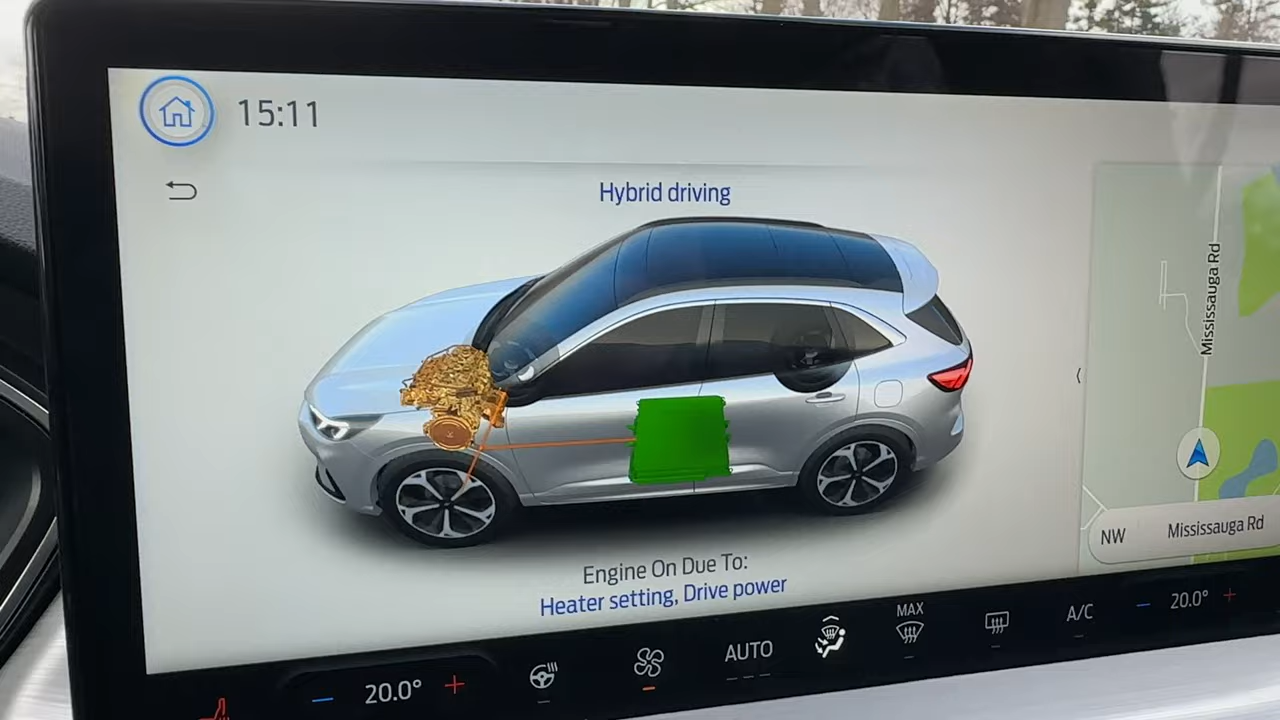 15:11
Hybrid driving
Mississauga Rd
NW Mississauga Rd
Engine On Due To:
Heater setting, Drive power
20.0°
AUTO
MAX
A/C
20.0°